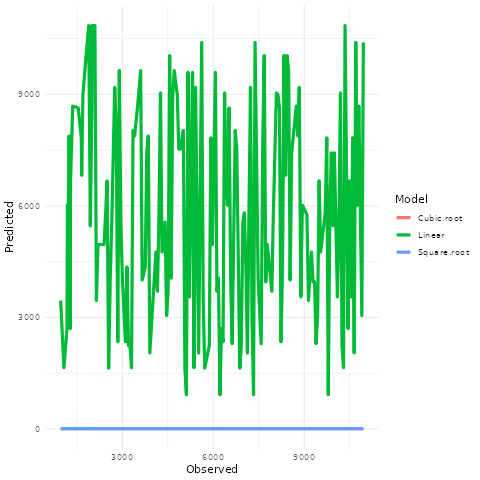 9000
6000
3000
0
3000
6000
9000
Observed
Predicted
Model
Cubic.root
Linear
Square.root